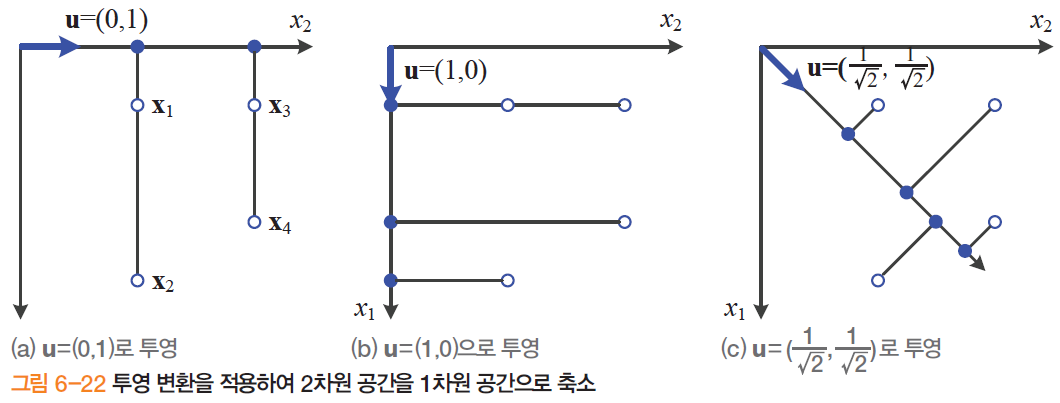 u=(0,1)
x₂
x₁
x₃
x₄
x₂
(a) u=(0,1)로 투영
x₂
u=(1,0)
x₁
(b) u=(1,0)으로 투영
x₂
u=(1/√2, 1/√2)
x₁
(c) u=(1/√2, 1/√2)로 투영
그림 6-22 투영 변환을 적용하여 2차원 공간을 1차원 공간으로 축소